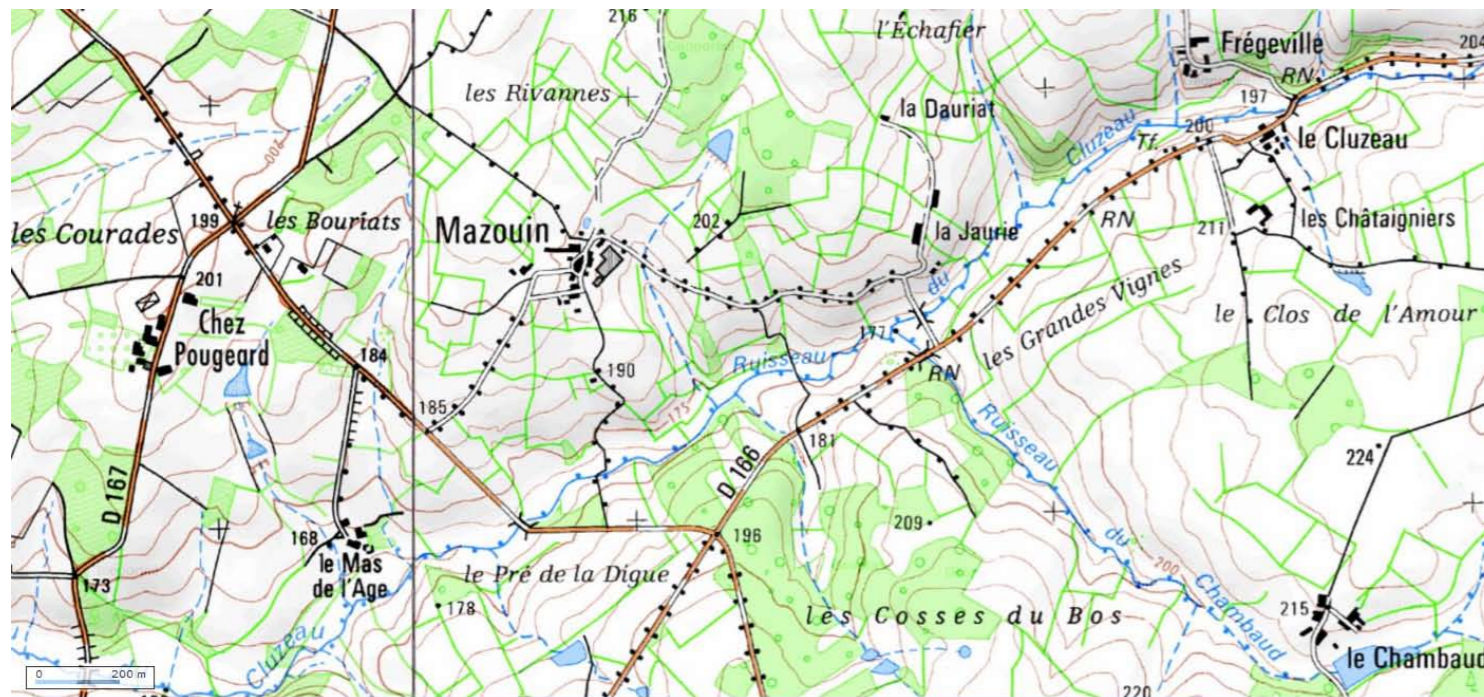 216
l'Échafier
Frégeville
204
RN
les Rivannes
la Dauriat
197
Cluzeau
Tf.
200
le Cluzeau
200
199
les Bouriats
les Courades
Mazouin
202
la Jaurie
du
RN
211
les Châtaigniers
201
Chez
Pougeard
184
le Clos de l'Amour
les Grandes Vignes
177
Ruisseau
190
RN
175
185
Ruisseau
181
D 166
224
D 167
209
168
196
le Mas
de l'Age
le Pré de la Digue
du
200
173
Chambaud
178
les Cosses du Bos
215
Cluzeau
le Chambaud
0 200 m
220